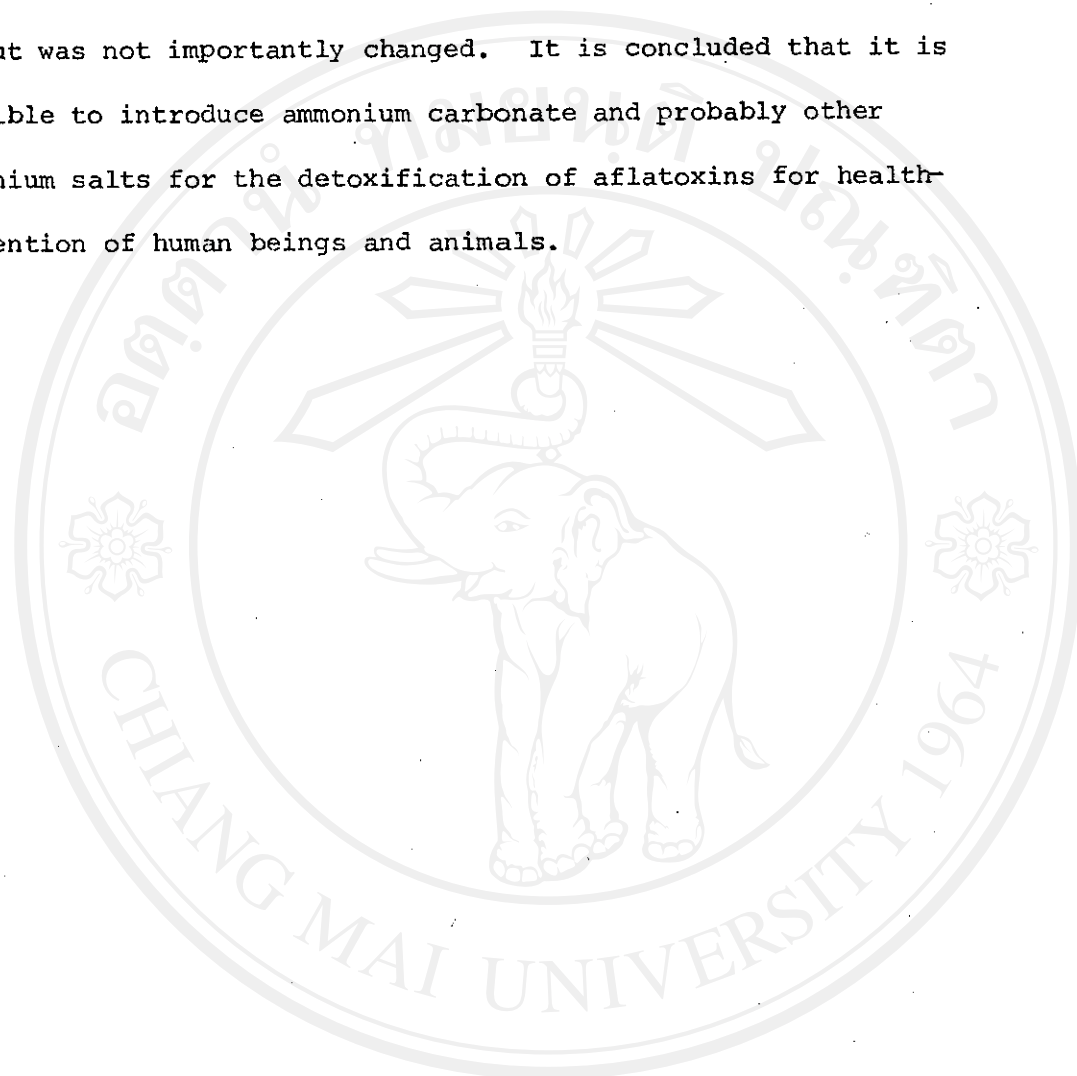 ut was not importantly changed. It is concluded that it is
ible to introduce ammonium carbonate and probably other
nium salts for the detoxification of aflatoxins for health-
ention of human beings and animals.
CHIANG MAI UNIVERSITY 1964